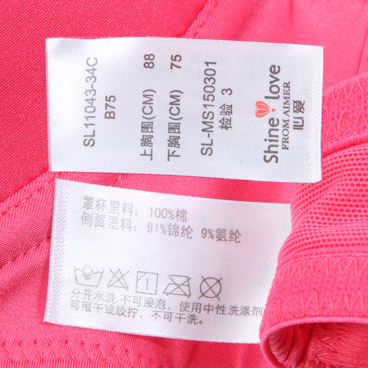 SL11043-34C
B75
上胸围(CM) 88
下胸围(CM) 75
SL-MS150301
检验 3
Shine love
FROM AIMER
心爱
罩杯里料: 100%棉
侧翼里料: 91%锦纶 9%氨纶
分开水洗,不可浸泡, 使用中性洗涤剂
可甩干或绞拧, 不可干洗。